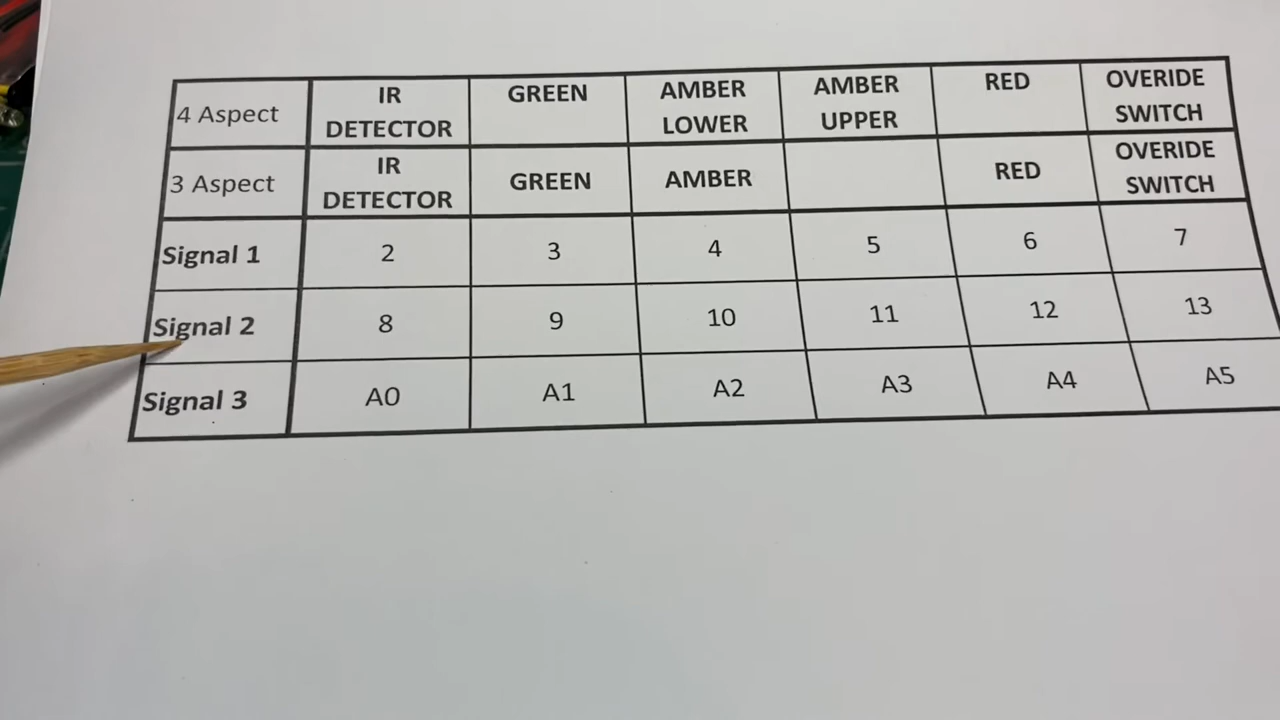 4 Aspect IR DETECTOR GREEN AMBER LOWER AMBER UPPER RED OVERIDE SWITCH
3 Aspect IR DETECTOR GREEN AMBER RED OVERIDE SWITCH
Signal 1 2 3 4 5 6 7
Signal 2 8 9 10 11 12 13
Signal 3 A0 A1 A2 A3 A4 A5